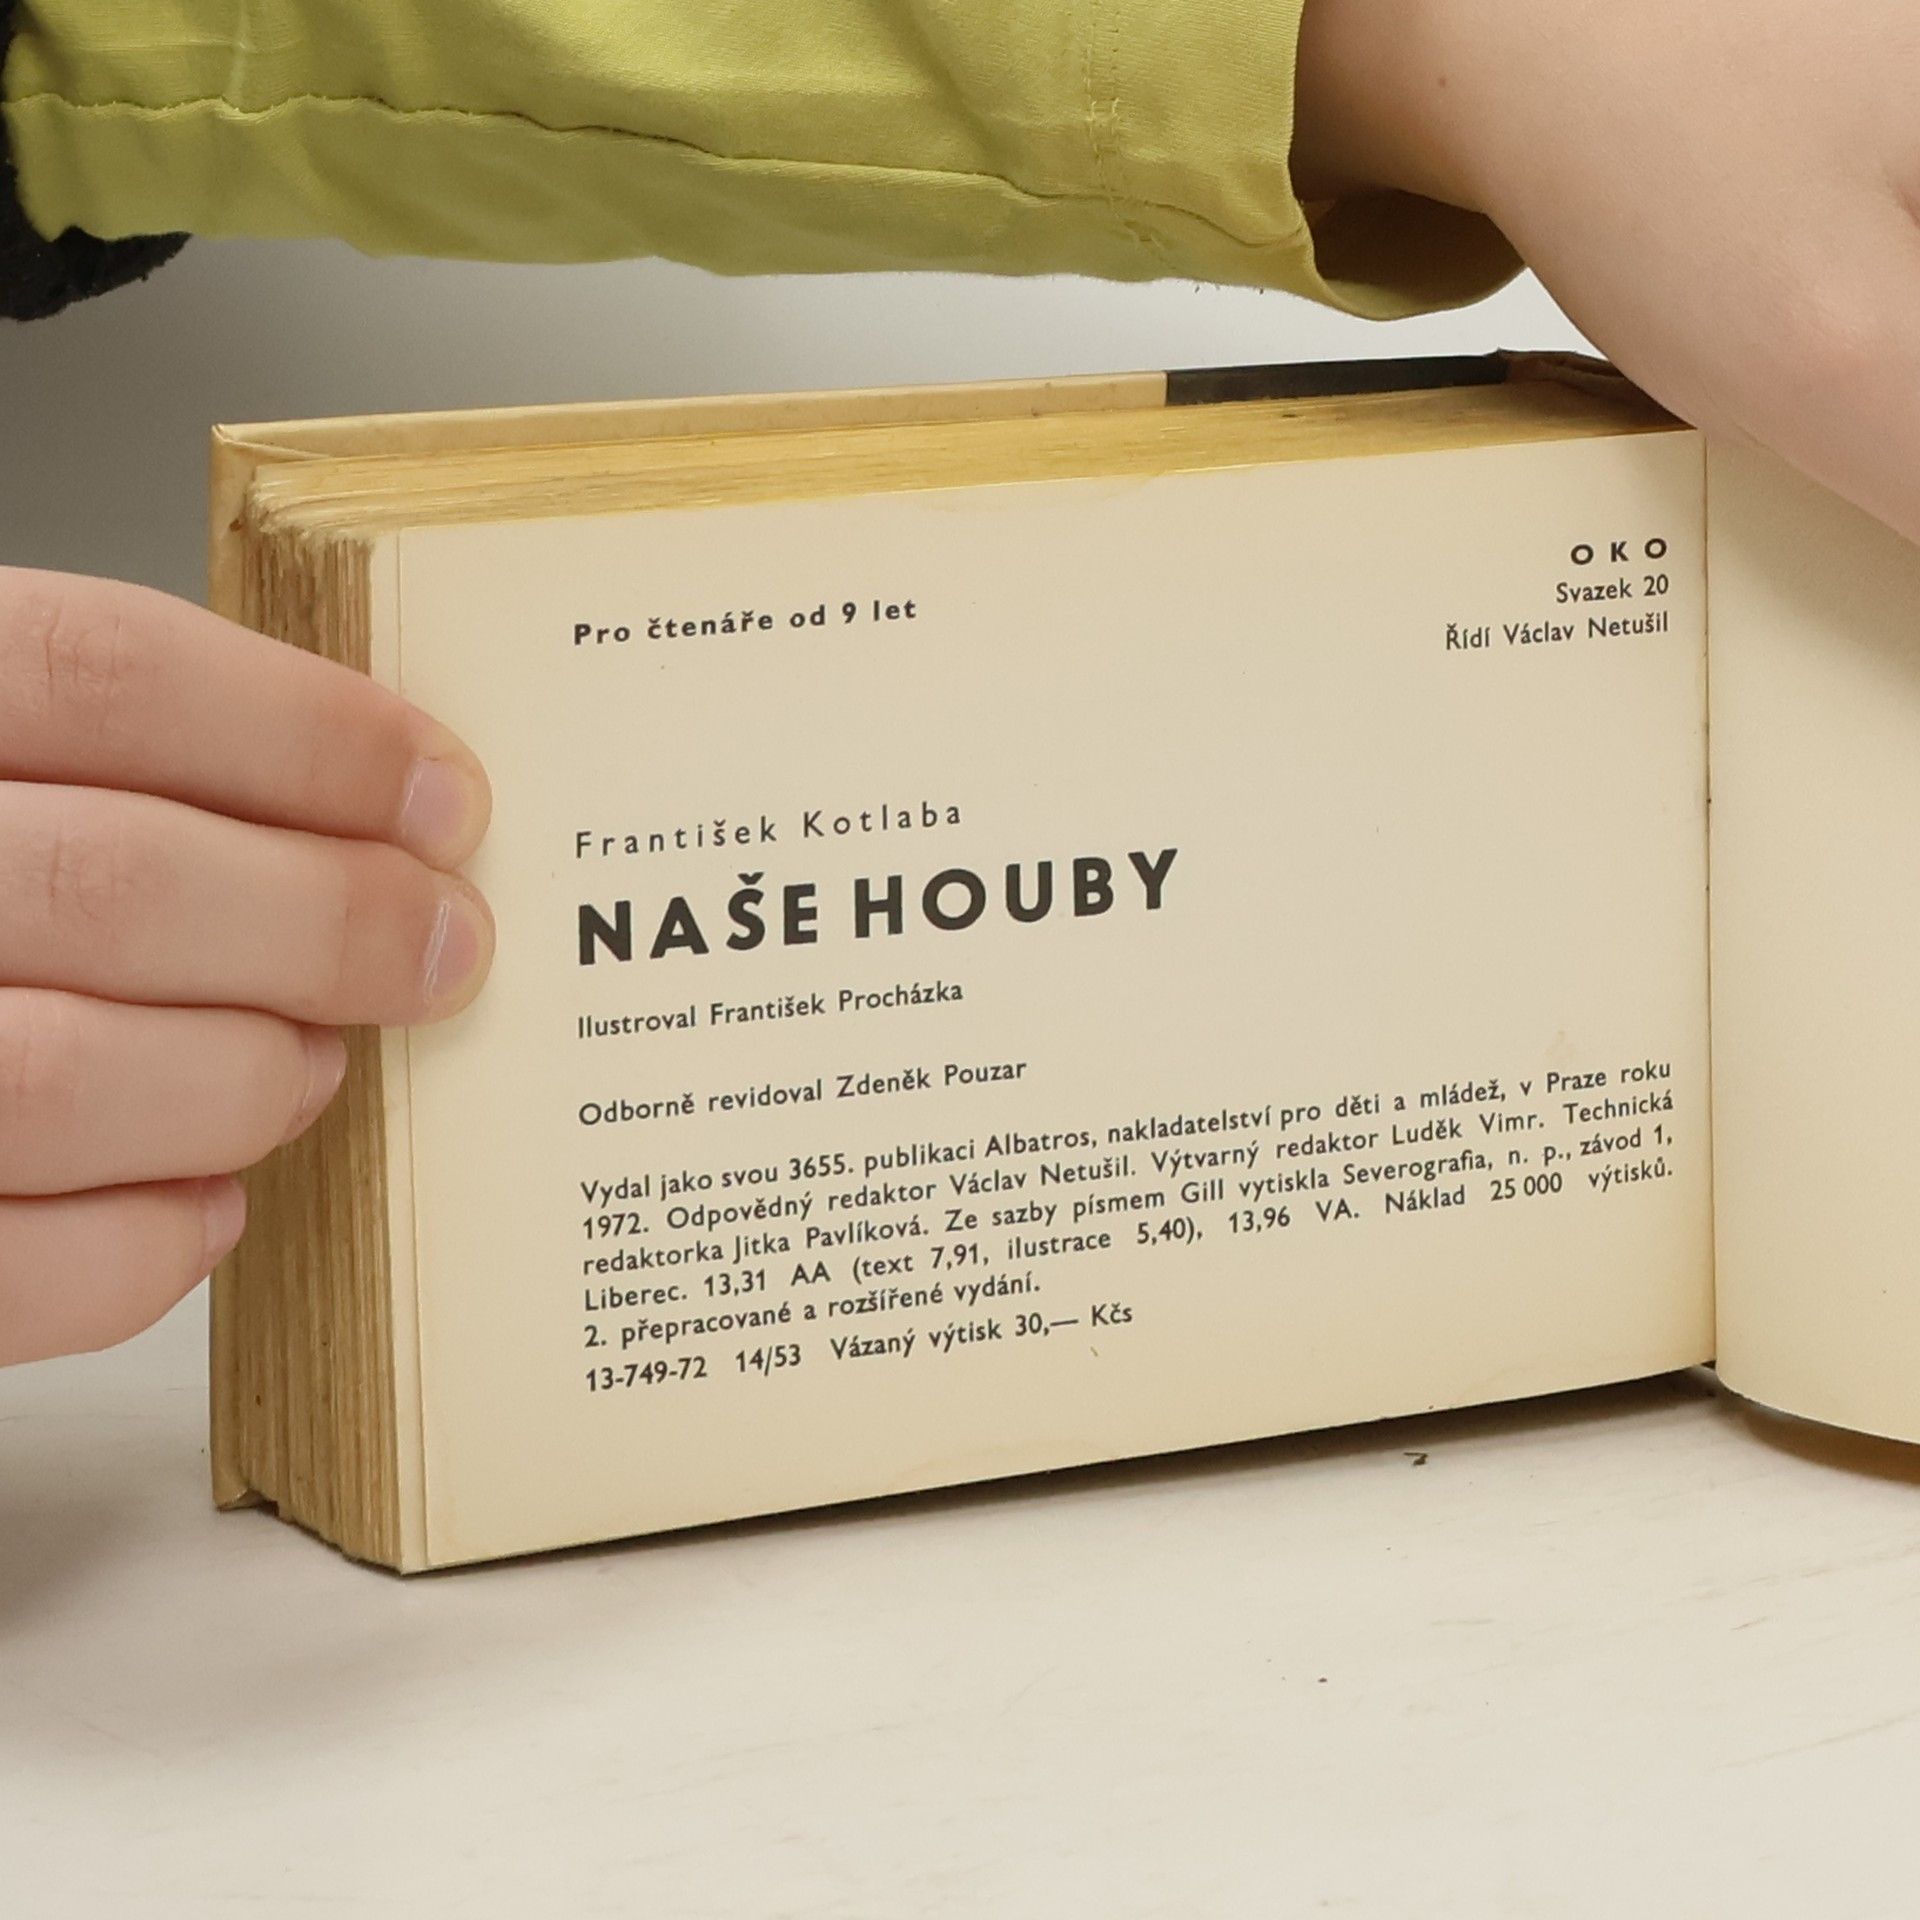 OKO
Svazek 20
Řídí Václav Netušil
Pro čtenáře od 9 let
František Kotlaba
NAŠE HOUBY
Ilustroval František Procházka
Odborně revidoval Zdeněk Pouzar
Vydal jako svou 3655. publikaci Albatros, nakladatelství pro děti a mládež, v Praze roku
1972. Odpovědný redaktor Václav Netušil. Výtvarný redaktor Luděk Vimr. Technická
redaktorka Jitka Pavlíková. Ze sazby písmem Gill vytiskla Severografia, n. p., závod 1,
Liberec. 13,31 AA (text 7,91, ilustrace 5,40), 13,96 VA. Náklad 25 000 výtisků.
2. přepracované a rozšířené vydání.
13-749-72 14/53 Vázaný výtisk 30,— Kčs